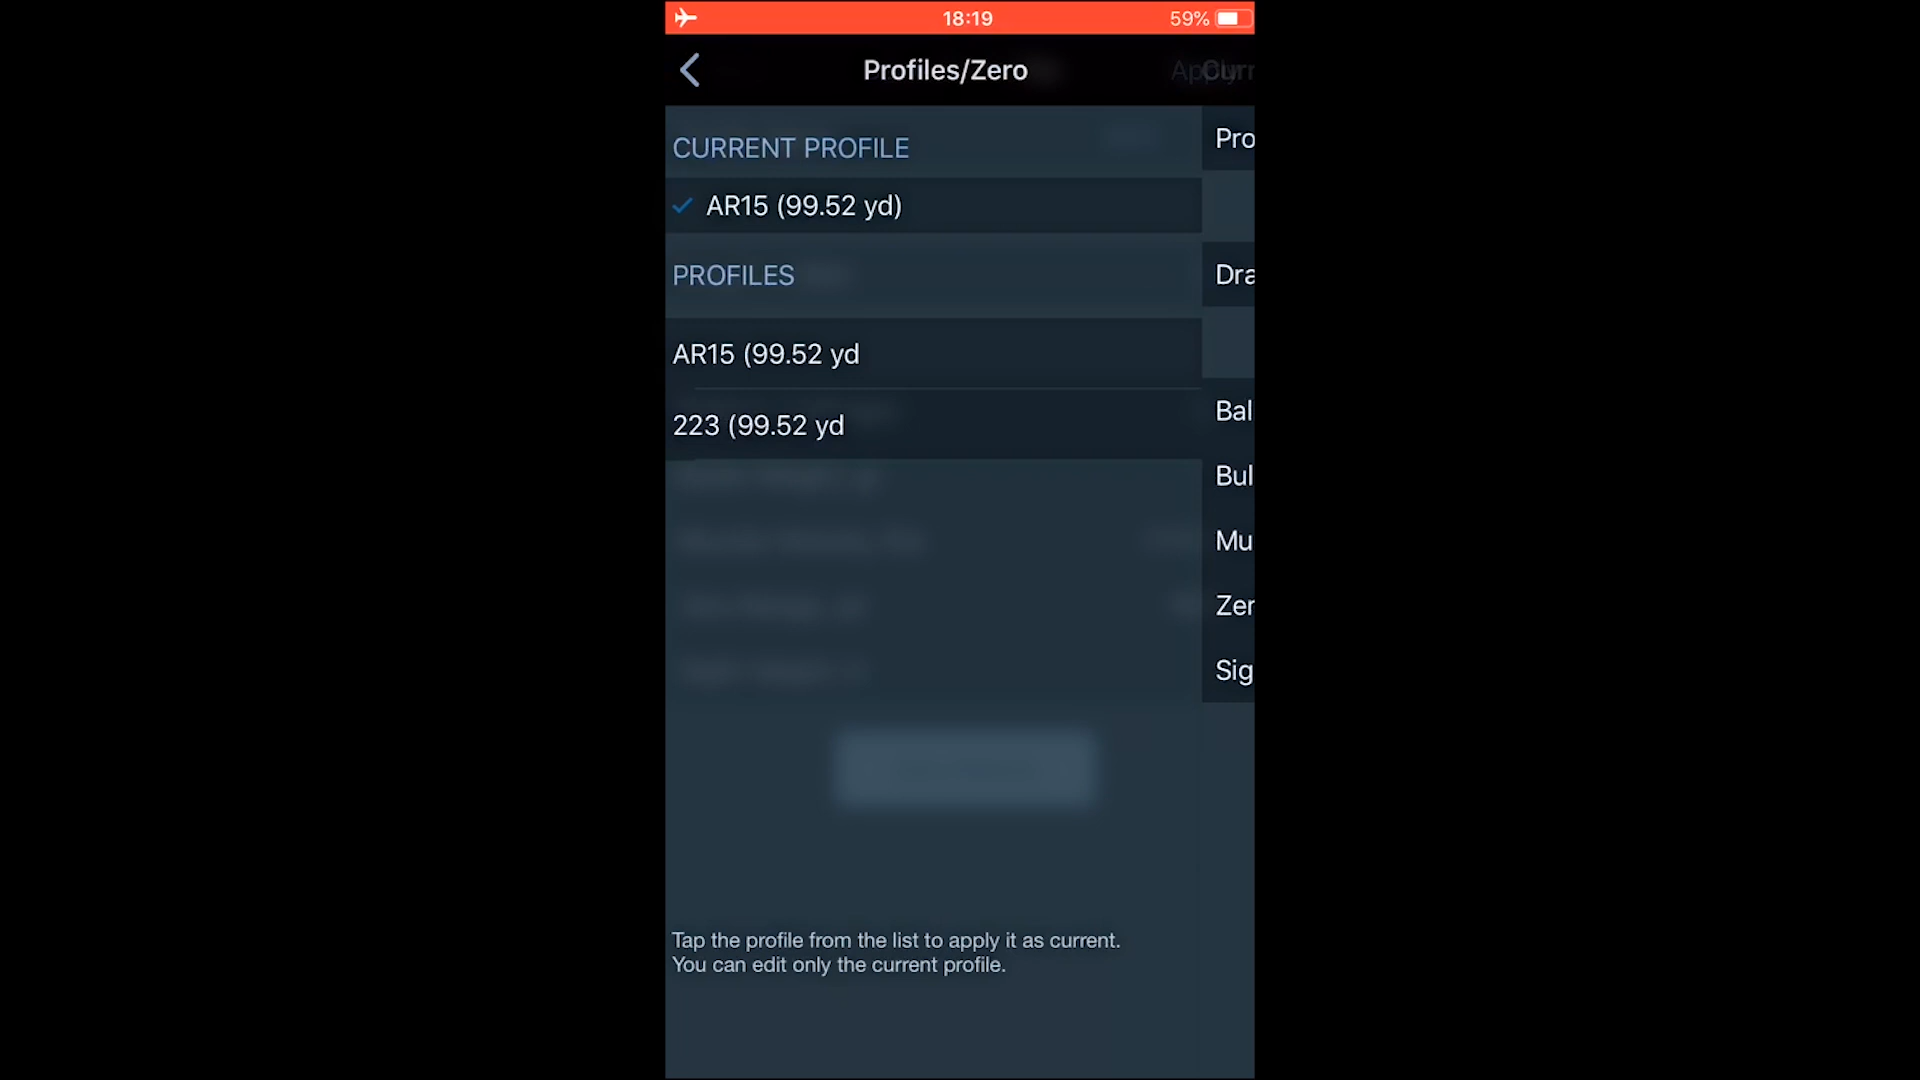 18:19
59%
Profiles/Zero
Apply
Curr
CURRENT PROFILE
Pro
AR15 (99.52 yd)
PROFILES
Dra
AR15 (99.52 yd
223 (99.52 yd
Bal
Bul
Mu
Zer
Sig
Tap the profile from the list to apply it as current.
You can edit only the current profile.